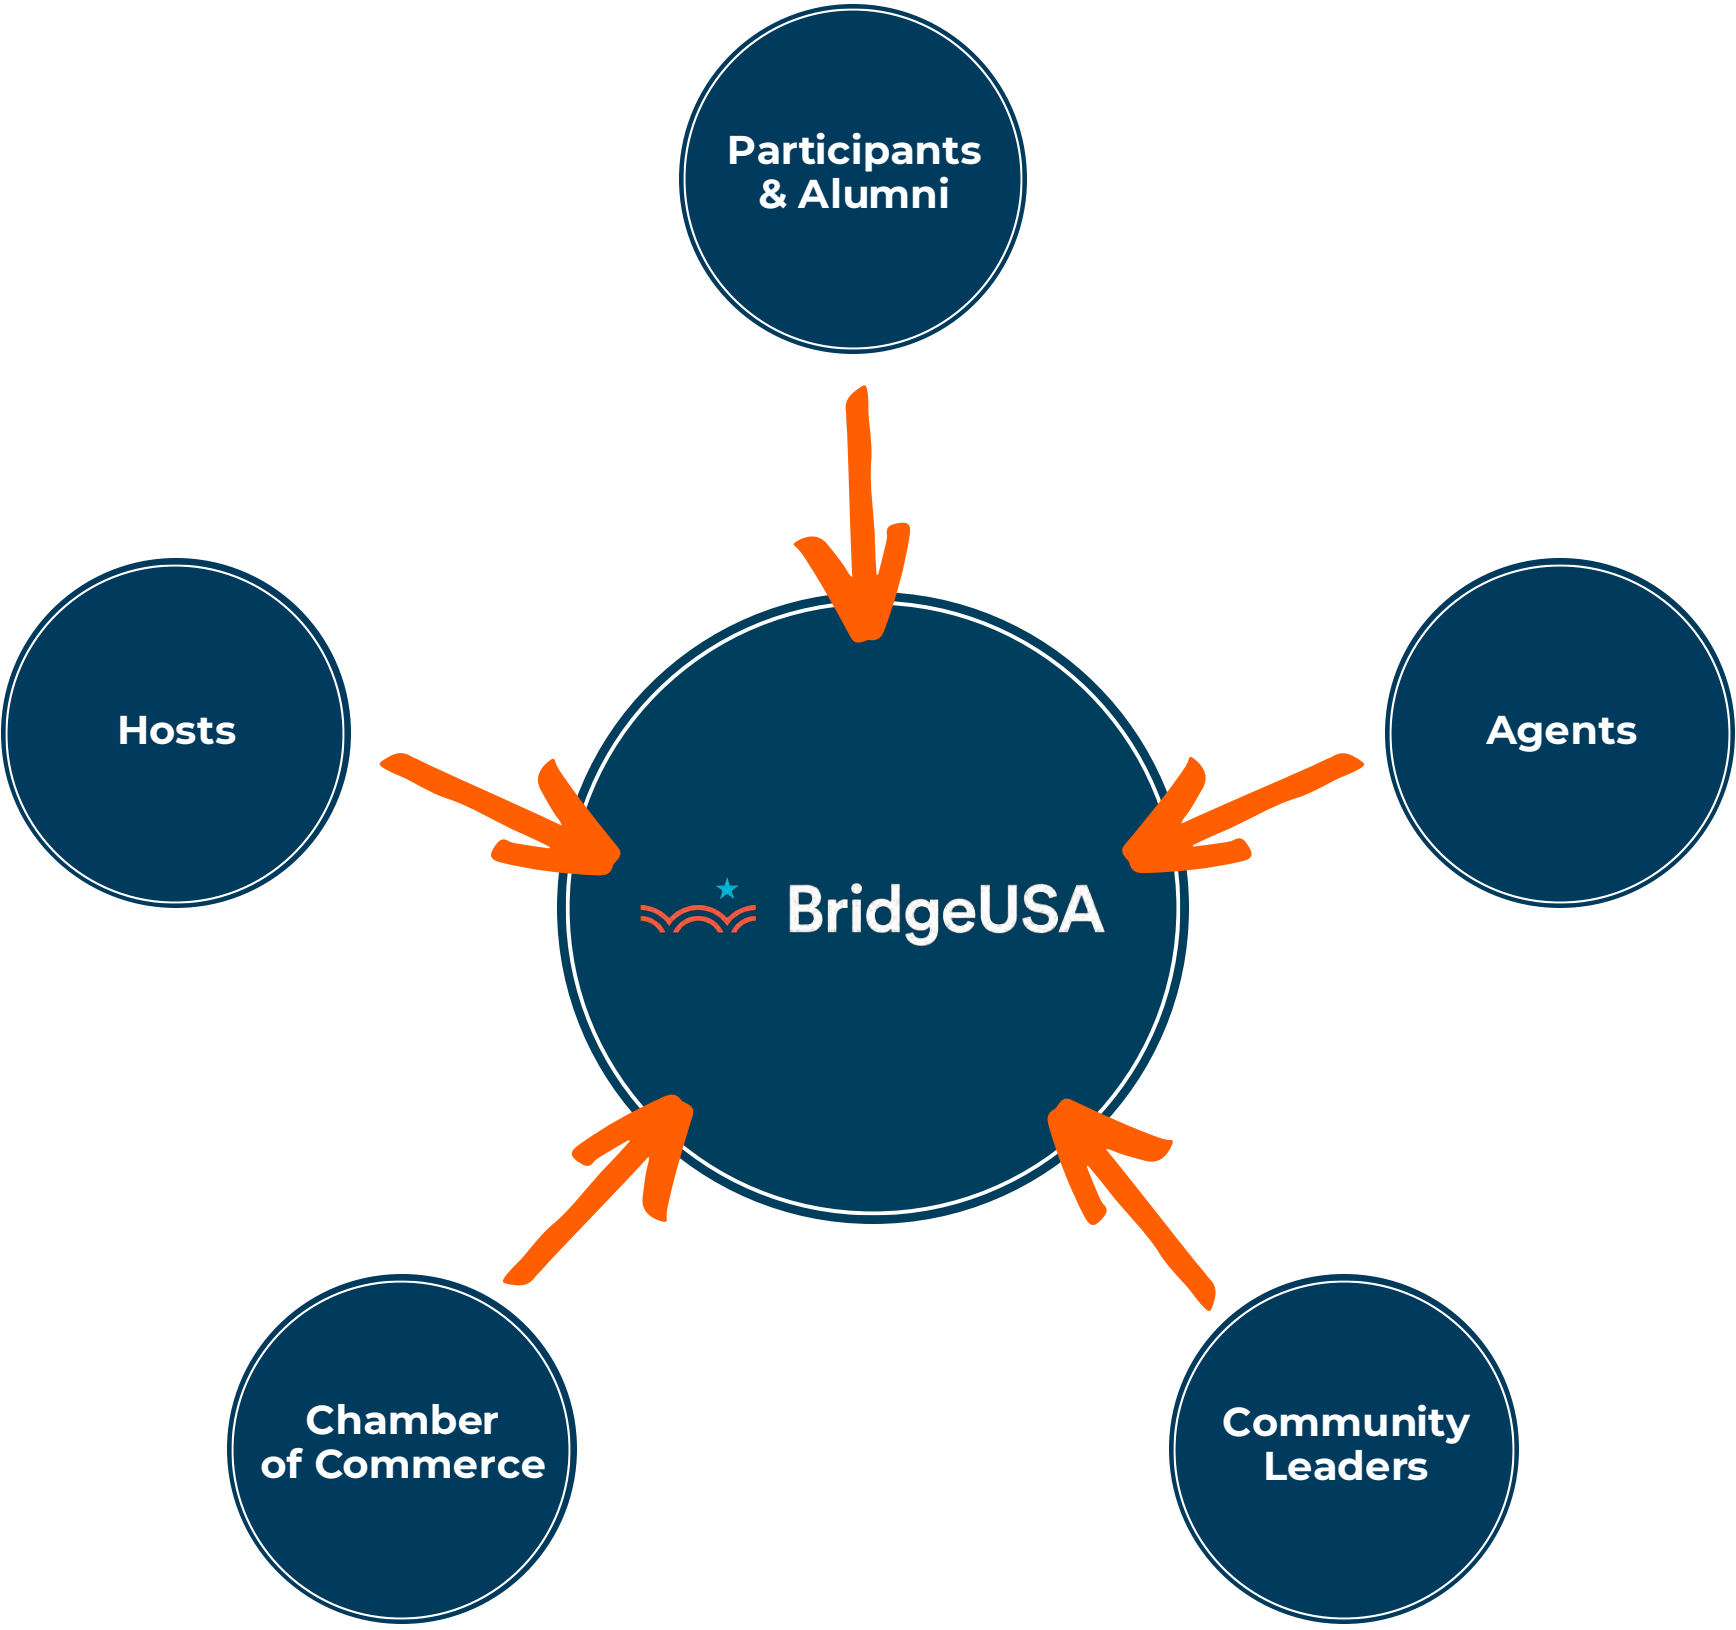 Participants
& Alumni
Hosts
Agents
BridgeUSA
Chamber
of Commerce
Community
Leaders